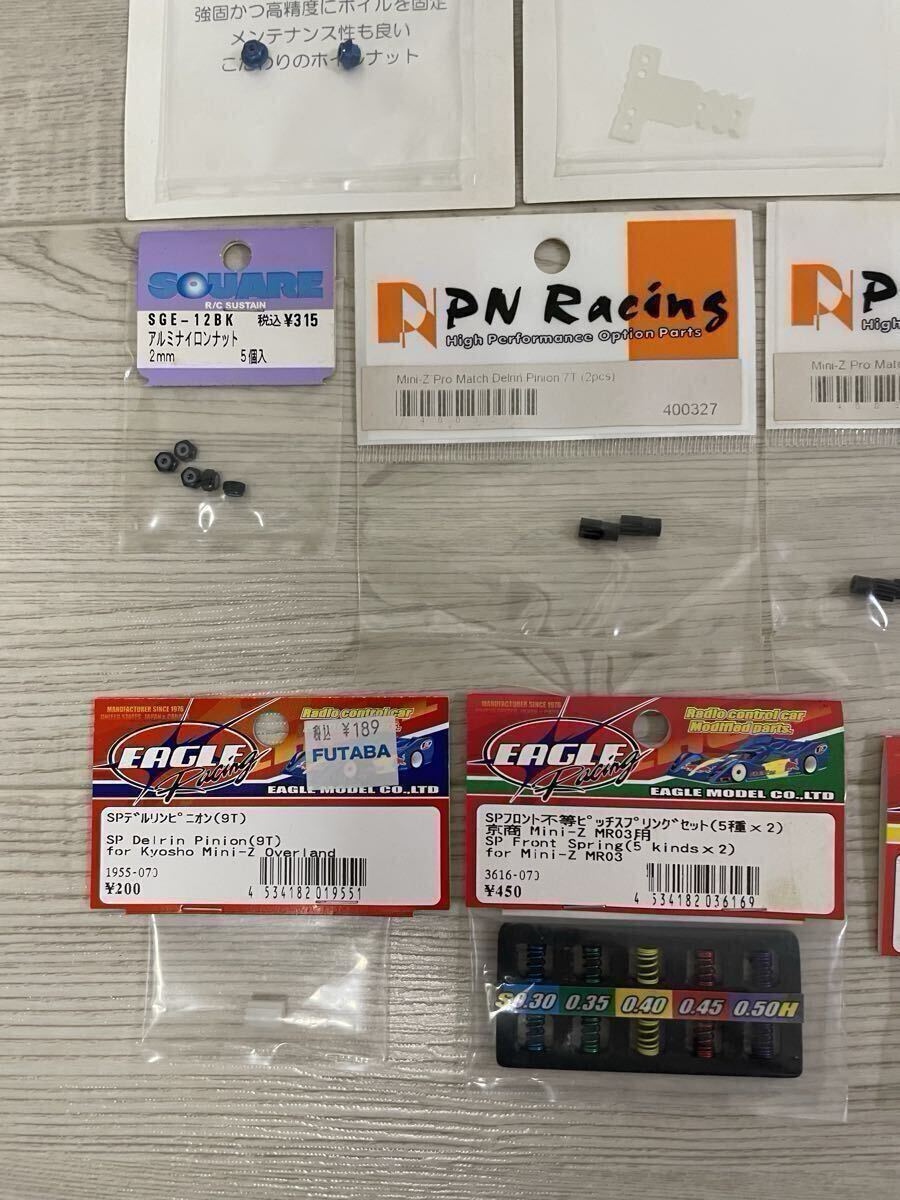 強固かつ高精度にホイルを固定
メンテナンス性も良い
こだわりのホイルナット
SQUARE
R/C SUSTAIN
SGE-12BK 税込¥315
アルミナイロンナット
2mm 5個入
PN Racing
High Performance Option Parts
Mini-Z Pro Match Delrin Pinion 7T (2pcs)
400327
High
Mini-Z Pro
MANUFACTURER SINCE 1976
EAGLE
Racing
Radio control car
税込 ¥189
FUTABA
EAGLE MODEL CO.,LTD
SPデルリンピニオン(9T)
SP Delrin Pinion(9T)
for Kyosho Mini-Z Overland
1955-070
¥200
4 534182 019551
MANUFACTURER SINCE 1976
EAGLE
Racing
Radio control car
Modified parts.
EAGLE MODEL CO.,LTD
SPフロント不等ピッチスプリングセット(5種×2)
京商 Mini-Z MR03用
SP Front Spring(5 kinds×2)
for Mini-Z MR03
3616-070
¥450
4 534182 036169
S0.30 0.35 0.40 0.45 0.50H